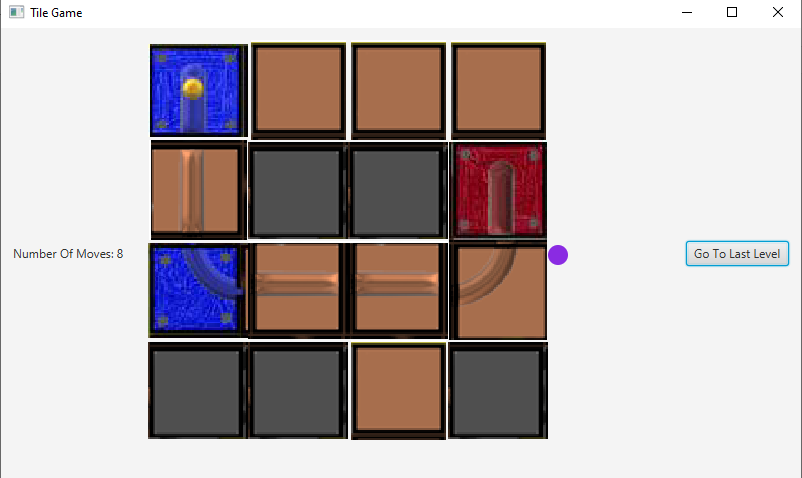 Tile Game
Number Of Moves: 8
Go To Last Level